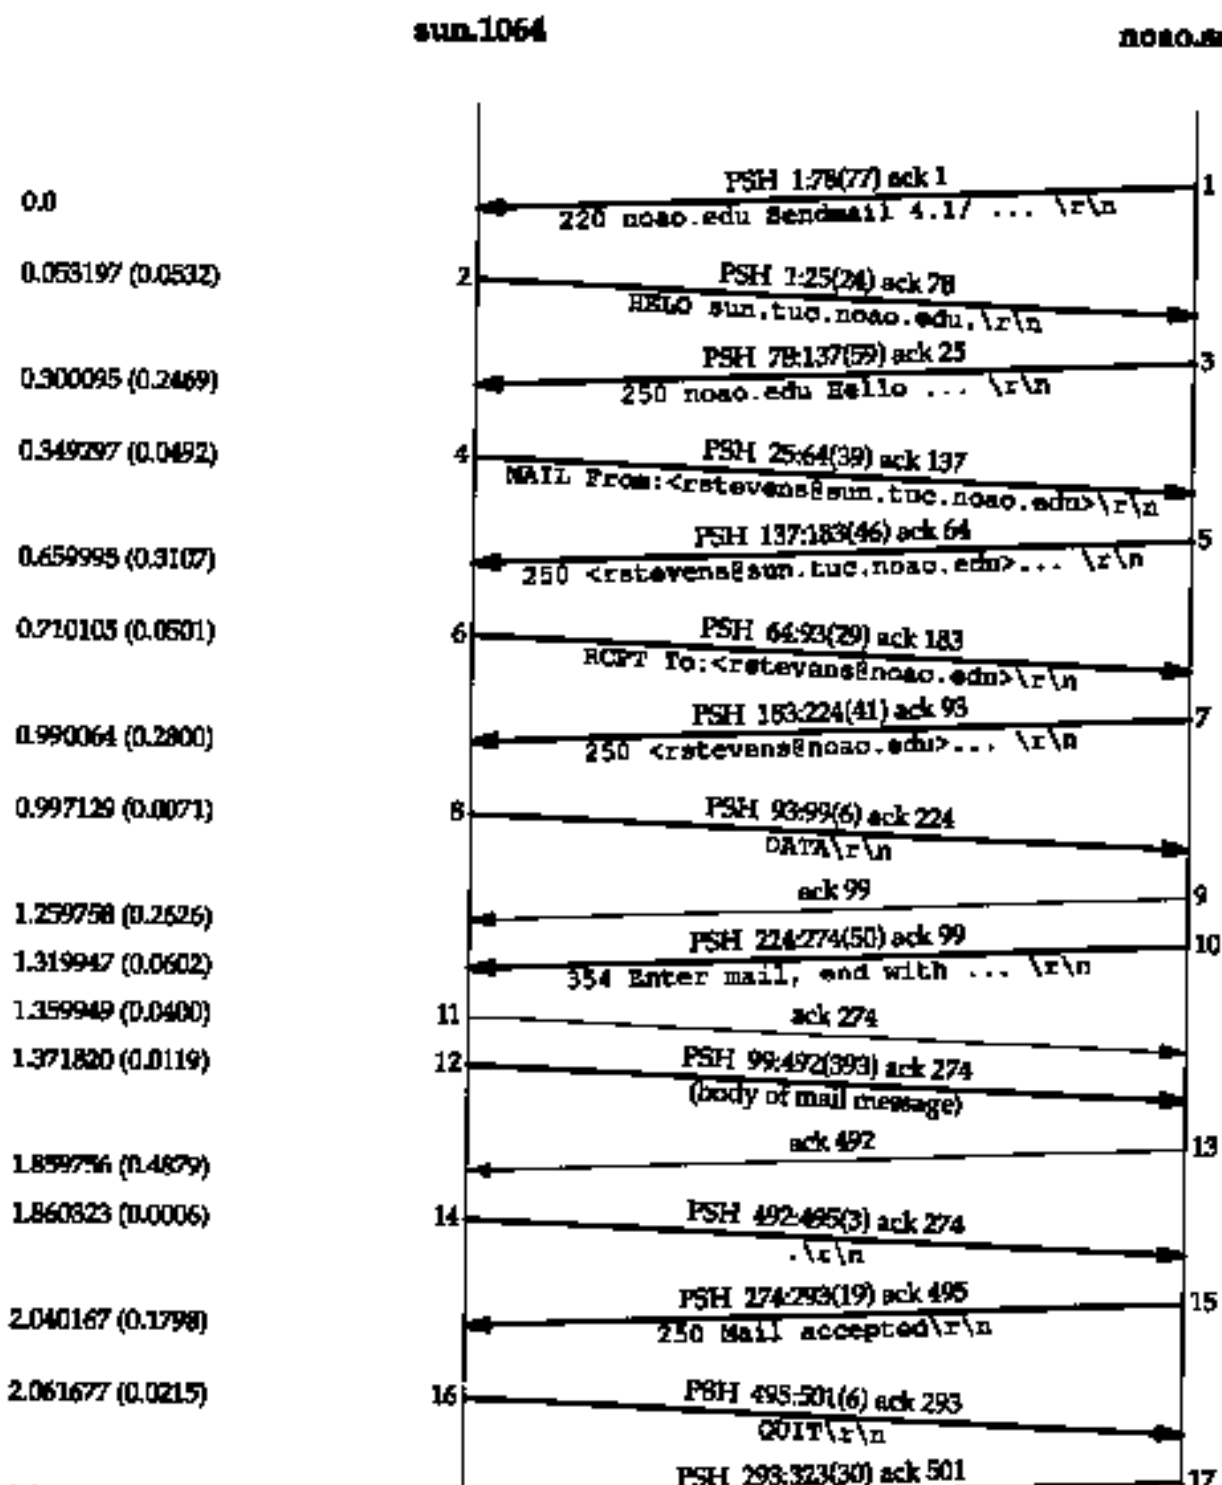 sun.1064
noao.s
PSH 1:78(77) ack 1
1
0.0
220 noao.edu Sendmail 4.1/ ... \r\n
0.053197 (0.0532)
2
PSH 1:25(24) ack 78
HELO sun.tuc.noao.edu.\r\n
PSH 78:137(59) ack 25
3
0.300095 (0.2469)
250 noao.edu Hello ... \r\n
0.349297 (0.0492)
4
PSH 25:64(39) ack 137
MAIL From:<rstevens@sun.tuc.noao.edu>\r\n
PSH 137:183(46) ack 64
5
0.659995 (0.3107)
250 <rstevens@sun.tuc.noao.edu>... \r\n
0.710105 (0.0501)
6
PSH 64:93(29) ack 183
RCPT To:<rstevens@noao.edu>\r\n
PSH 183:224(41) ack 93
7
0.990064 (0.2800)
250 <rstevens@noao.edu>... \r\n
0.997129 (0.0071)
8
PSH 93:99(6) ack 224
DATA\r\n
ack 99
9
1.259758 (0.2626)
PSH 224:274(50) ack 99
10
1.319947 (0.0602)
354 Enter mail, end with ... \r\n
1.359949 (0.0400)
11
ack 274
1.371820 (0.0119)
12
PSH 99:492(393) ack 274
(body of mail message)
ack 492
13
1.859756 (0.4879)
1.860323 (0.0006)
14
PSH 492:495(3) ack 274
.\r\n
PSH 274:293(19) ack 495
15
2.040167 (0.1798)
250 Mail accepted\r\n
2.061677 (0.0215)
16
PSH 495:501(6) ack 293
QUIT\r\n
PSH 293:323(30) ack 501
17